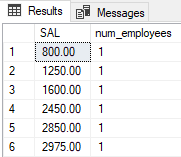 Results Messages
SAL num_employees
1 800.00 1
2 1250.00 1
3 1600.00 1
4 2450.00 1
5 2850.00 1
6 2975.00 1